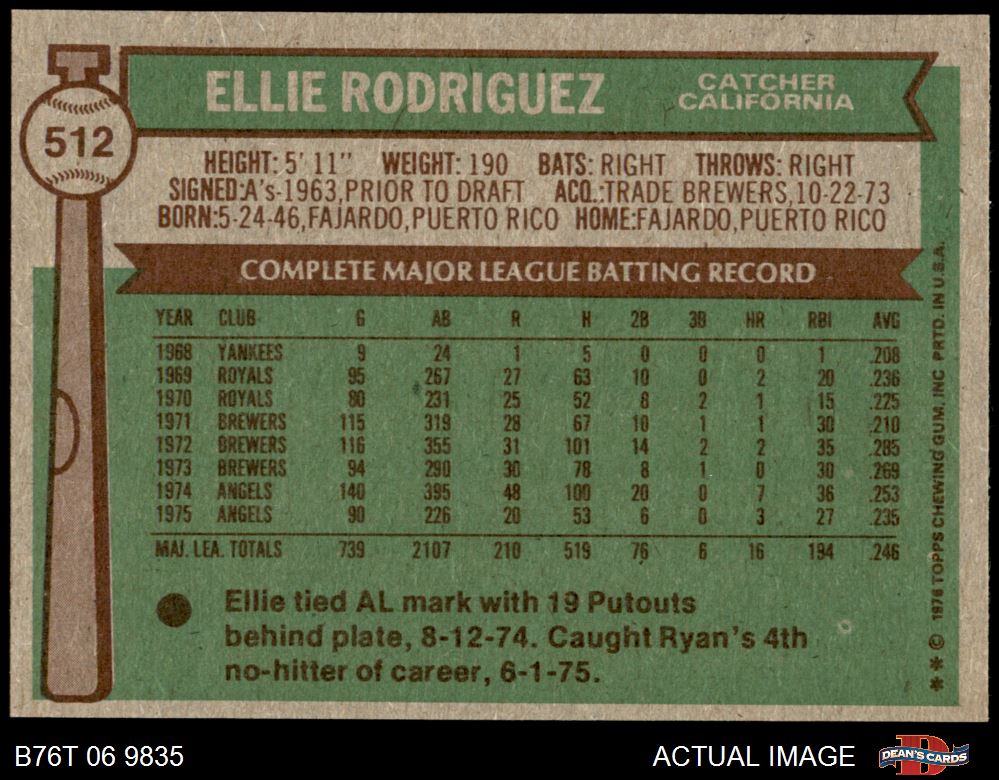 512
ELLIE RODRIGUEZ
CATCHER
CALIFORNIA
HEIGHT: 5' 11" WEIGHT: 190 BATS: RIGHT THROWS: RIGHT
SIGNED:A's-1963,PRIOR TO DRAFT ACQ.:TRADE BREWERS,10-22-73
BORN:5-24-46,FAJARDO,PUERTO RICO HOME:FAJARDO,PUERTO RICO
COMPLETE MAJOR LEAGUE BATTING RECORD
YEAR CLUB G AB R H 2B 3B HR RBI AVG
1968 YANKEES 9 24 1 5 0 0 0 1 .208
1969 ROYALS 95 267 27 63 10 0 2 20 .236
1970 ROYALS 80 231 25 52 8 2 1 15 .225
1971 BREWERS 115 319 28 67 10 1 1 30 .210
1972 BREWERS 116 355 31 101 14 2 2 35 .285
1973 BREWERS 94 290 30 78 8 1 0 30 .269
1974 ANGELS 140 395 48 100 20 0 7 36 .253
1975 ANGELS 90 226 20 53 6 0 3 27 .235
MAJ. LEA. TOTALS 739 2107 210 519 76 6 16 194 .246
Ellie tied AL mark with 19 Putouts
behind plate, 8-12-74. Caught Ryan's 4th
no-hitter of career, 6-1-75.
* * © 1976 TOPPS CHEWING GUM, INC PRTD. IN U.S.A.
B76T 06 9835
ACTUAL IMAGE
DEAN'S CARDS